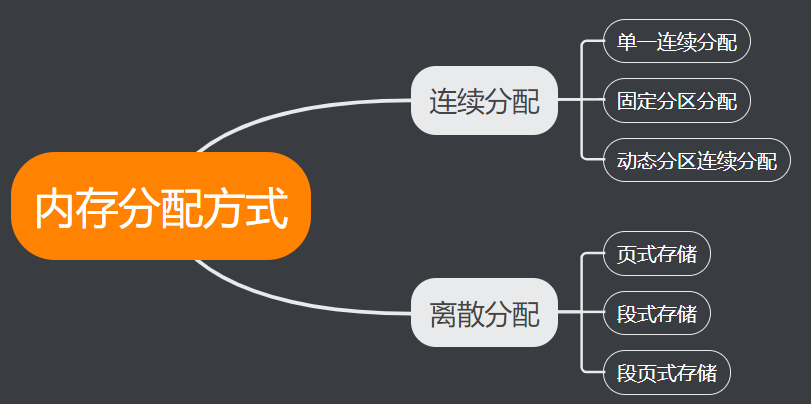 内存分配方式
连续分配
单一连续分配
固定分区分配
动态分区连续分配
离散分配
页式存储
段式存储
段页式存储